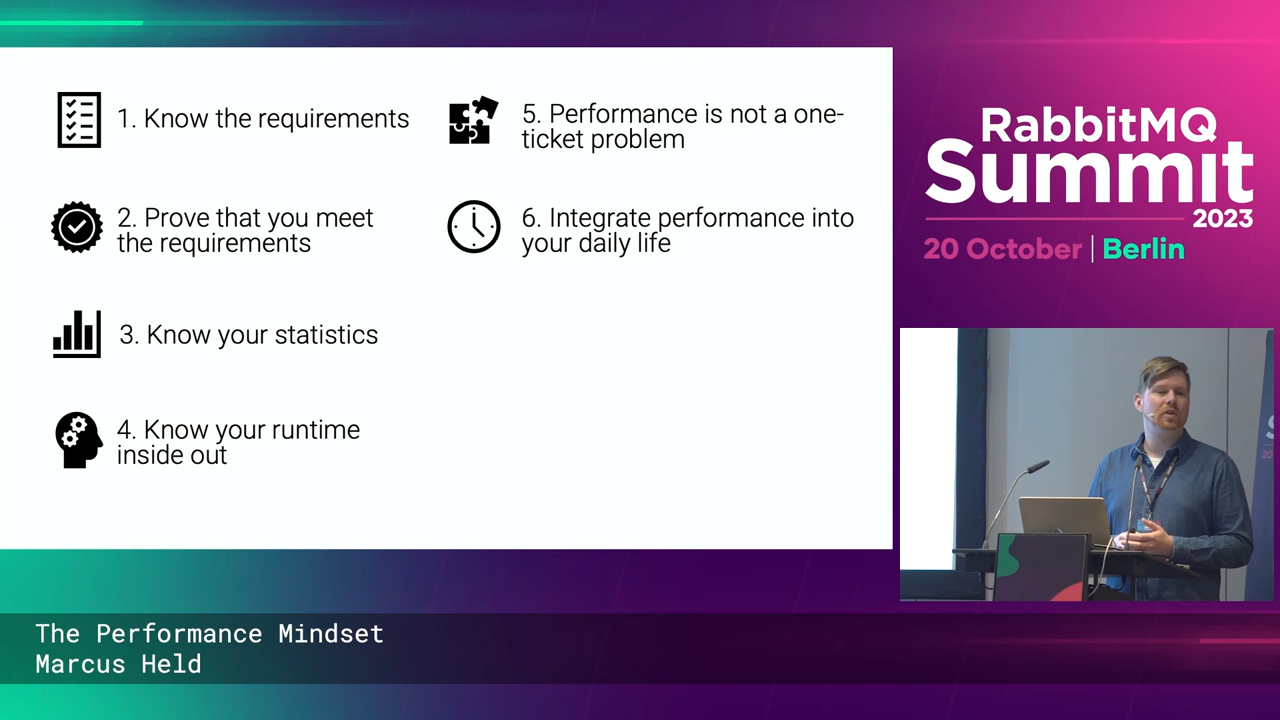 1. Know the requirements
2. Prove that you meet
the requirements
3. Know your statistics
4. Know your runtime
inside out
5. Performance is not a one-
ticket problem
6. Integrate performance into
your daily life
RabbitMQ
Summit
2023
20 October | Berlin
The Performance Mindset
Marcus Held